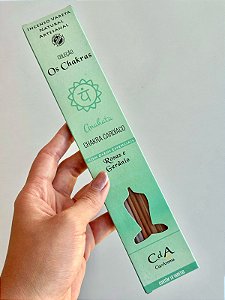 INCENSO VARETA
NATURAL
ARTESANAL
COLEÇÃO
Os Chakras
Anahata
CHAKRA CARDÍACO
Rosas e
Gerânio
CdA